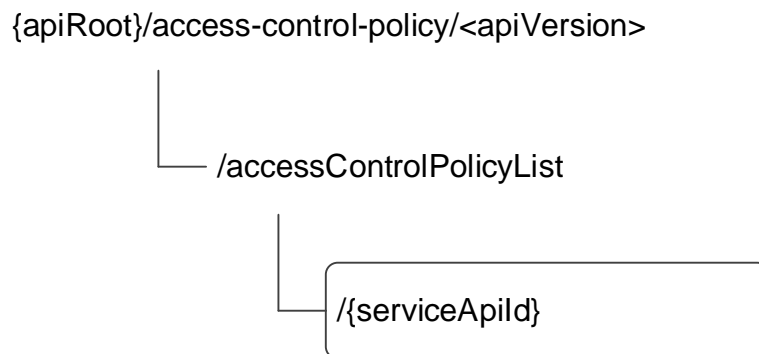 {apiRoot}/access-control-policy/<apiVersion>
/accessControlPolicyList
/{serviceApiId}